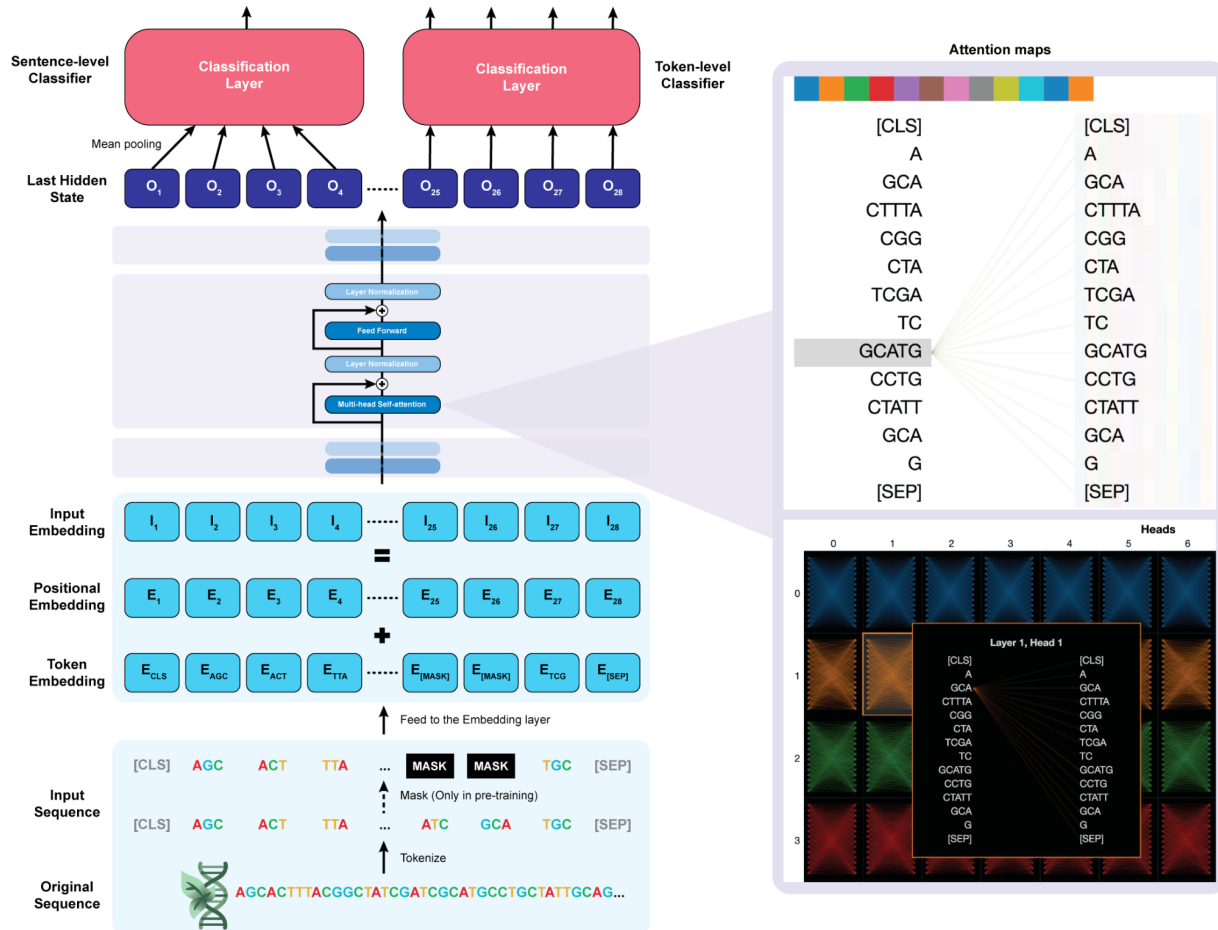 Sentence-level
Classifier
Classification
Layer
Classification
Layer
Token-level
Classifier
Mean pooling
Last Hidden
State
O1 O2 O3 O4 O25 O26 O27 O28
Layer Normalization
+
Feed Forward
Layer Normalization
+
Multi-head Self-attention
Input
Embedding
I1 I2 I3 I4 I25 I26 I27 I28
=
Positional
Embedding
E1 E2 E3 E4 E25 E26 E27 E28
+
Token
Embedding
ECLS EAGC EACT ETTA E[MASK] E[MASK] ETCG E[SEP]
Feed to the Embedding layer
[CLS] AGC ACT TTA ... MASK MASK TGC [SEP]
Input
Sequence
Mask (Only in pre-training)
[CLS] AGC ACT TTA ... ATC GCA TGC [SEP]
Tokenize
Original
Sequence
AGCACTTTACGGCTATCGATCGCATGCCTGCTATTGCAG...
Attention maps
[CLS] [CLS]
A A
GCA GCA
CTTTA CTTTA
CGG CGG
CTA CTA
TCGA TCGA
TC TC
GCATG GCATG
CCTG CCTG
CTATT CTATT
GCA GCA
G G
[SEP] [SEP]
Heads
0 1 2 3 4 5 6
0
1
2
3
Layer 1, Head 1
[CLS] [CLS]
A A
GCA GCA
CTTTA CTTTA
CGG CGG
CTA CTA
TCGA TCGA
TC TC
GCATG GCATG
CCTG CCTG
CTATT CTATT
GCA GCA
G G
[SEP] [SEP]